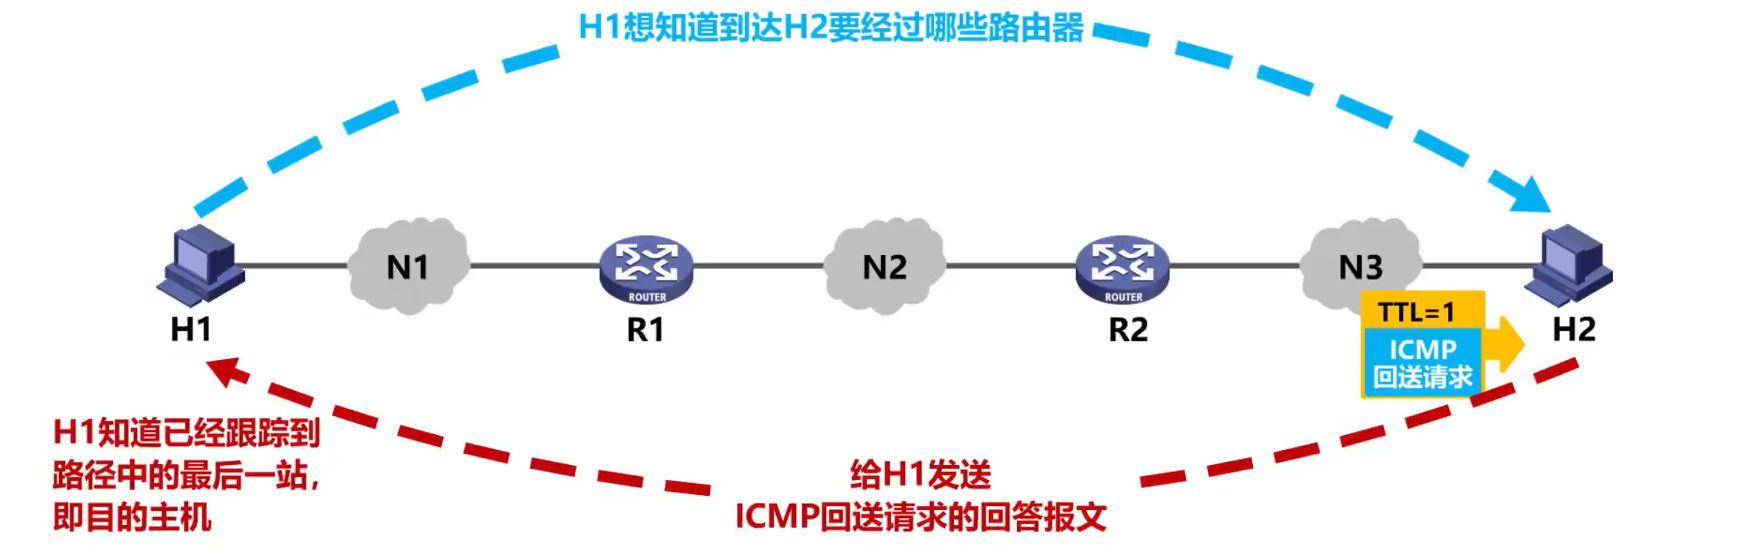 H1想知道到达H2要经过哪些路由器
N1
N2
N3
ROUTER
ROUTER
TTL=1
H1
R1
R2
H2
ICMP
回送请求
H1知道已经跟踪到
路径中的最后一站，
即目的主机
给H1发送
ICMP回送请求的回答报文